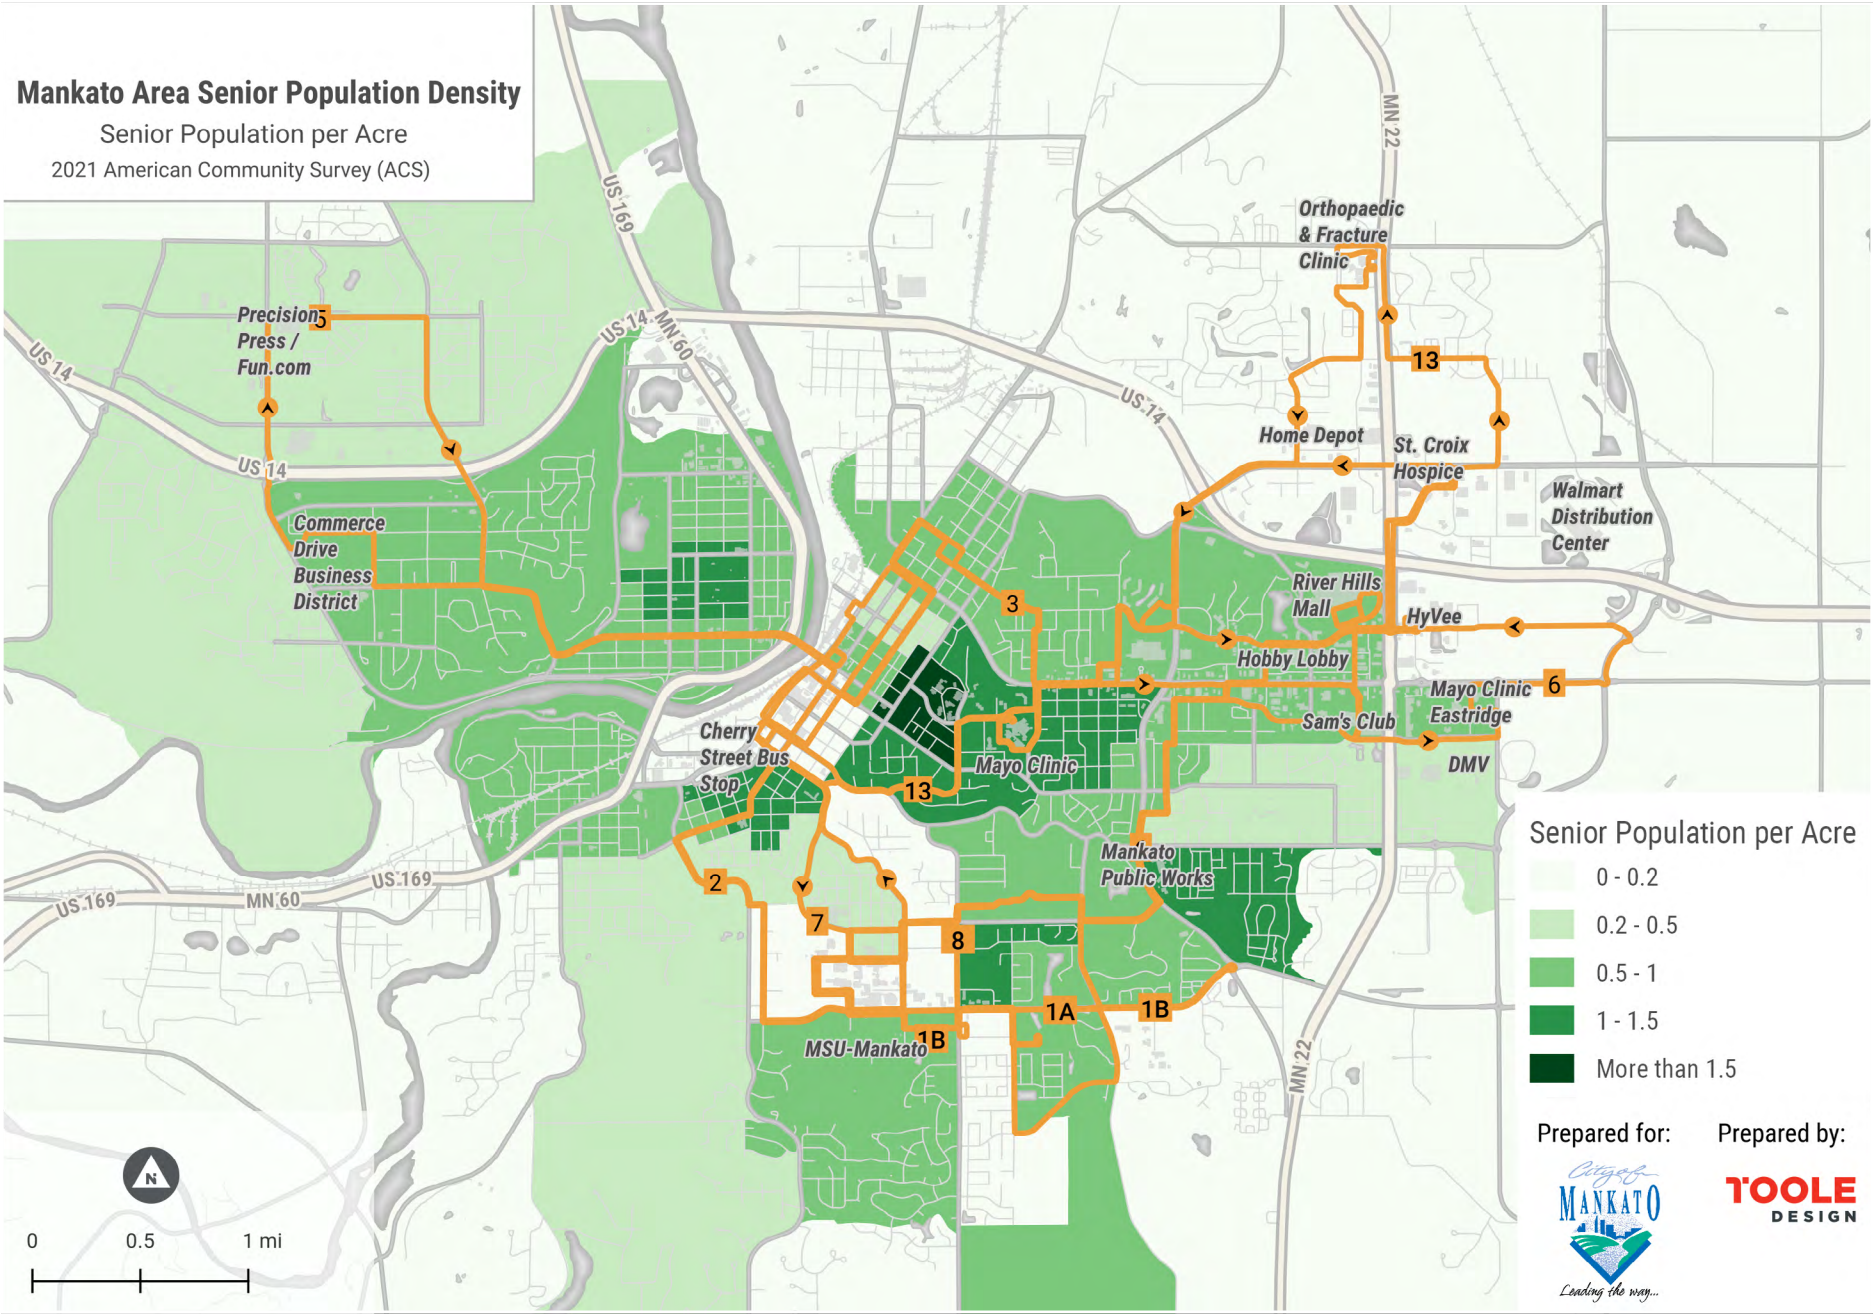 Mankato Area Senior Population Density
Senior Population per Acre
2021 American Community Survey (ACS)
MN 22
US 169
Orthopaedic
& Fracture
Clinic
Precision
Press /
Fun.com
5
US 14
MN 60
US 14
13
US 14
Home Depot
St. Croix
Hospice
US 14
Walmart
Distribution
Center
Commerce
Drive
Business
District
River Hills
Mall
3
HyVee
Hobby Lobby
6
Mayo Clinic
Eastridge
Sam's Club
Cherry
Street Bus
Stop
Mayo Clinic
DMV
13
Mankato
Public Works
2
US 169
MN 60
US 169
7
8
1A
1B
1B
MSU-Mankato
MN 22
Senior Population per Acre
0 - 0.2
0.2 - 0.5
0.5 - 1
1 - 1.5
More than 1.5
Prepared for:
Prepared by:
City of
MANKATO
Leading the way...
TOOLE
DESIGN
N
0
0.5
1 mi